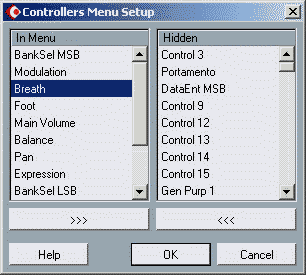 Controllers Menu Setup
In Menu
BankSel MSB
Modulation
Breath
Foot
Main Volume
Balance
Pan
Expression
BankSel LSB
>>>
Hidden
Control 3
Portamento
DataEnt MSB
Control 9
Control 12
Control 13
Control 14
Control 15
Gen Purp 1
<<<
Help
OK
Cancel